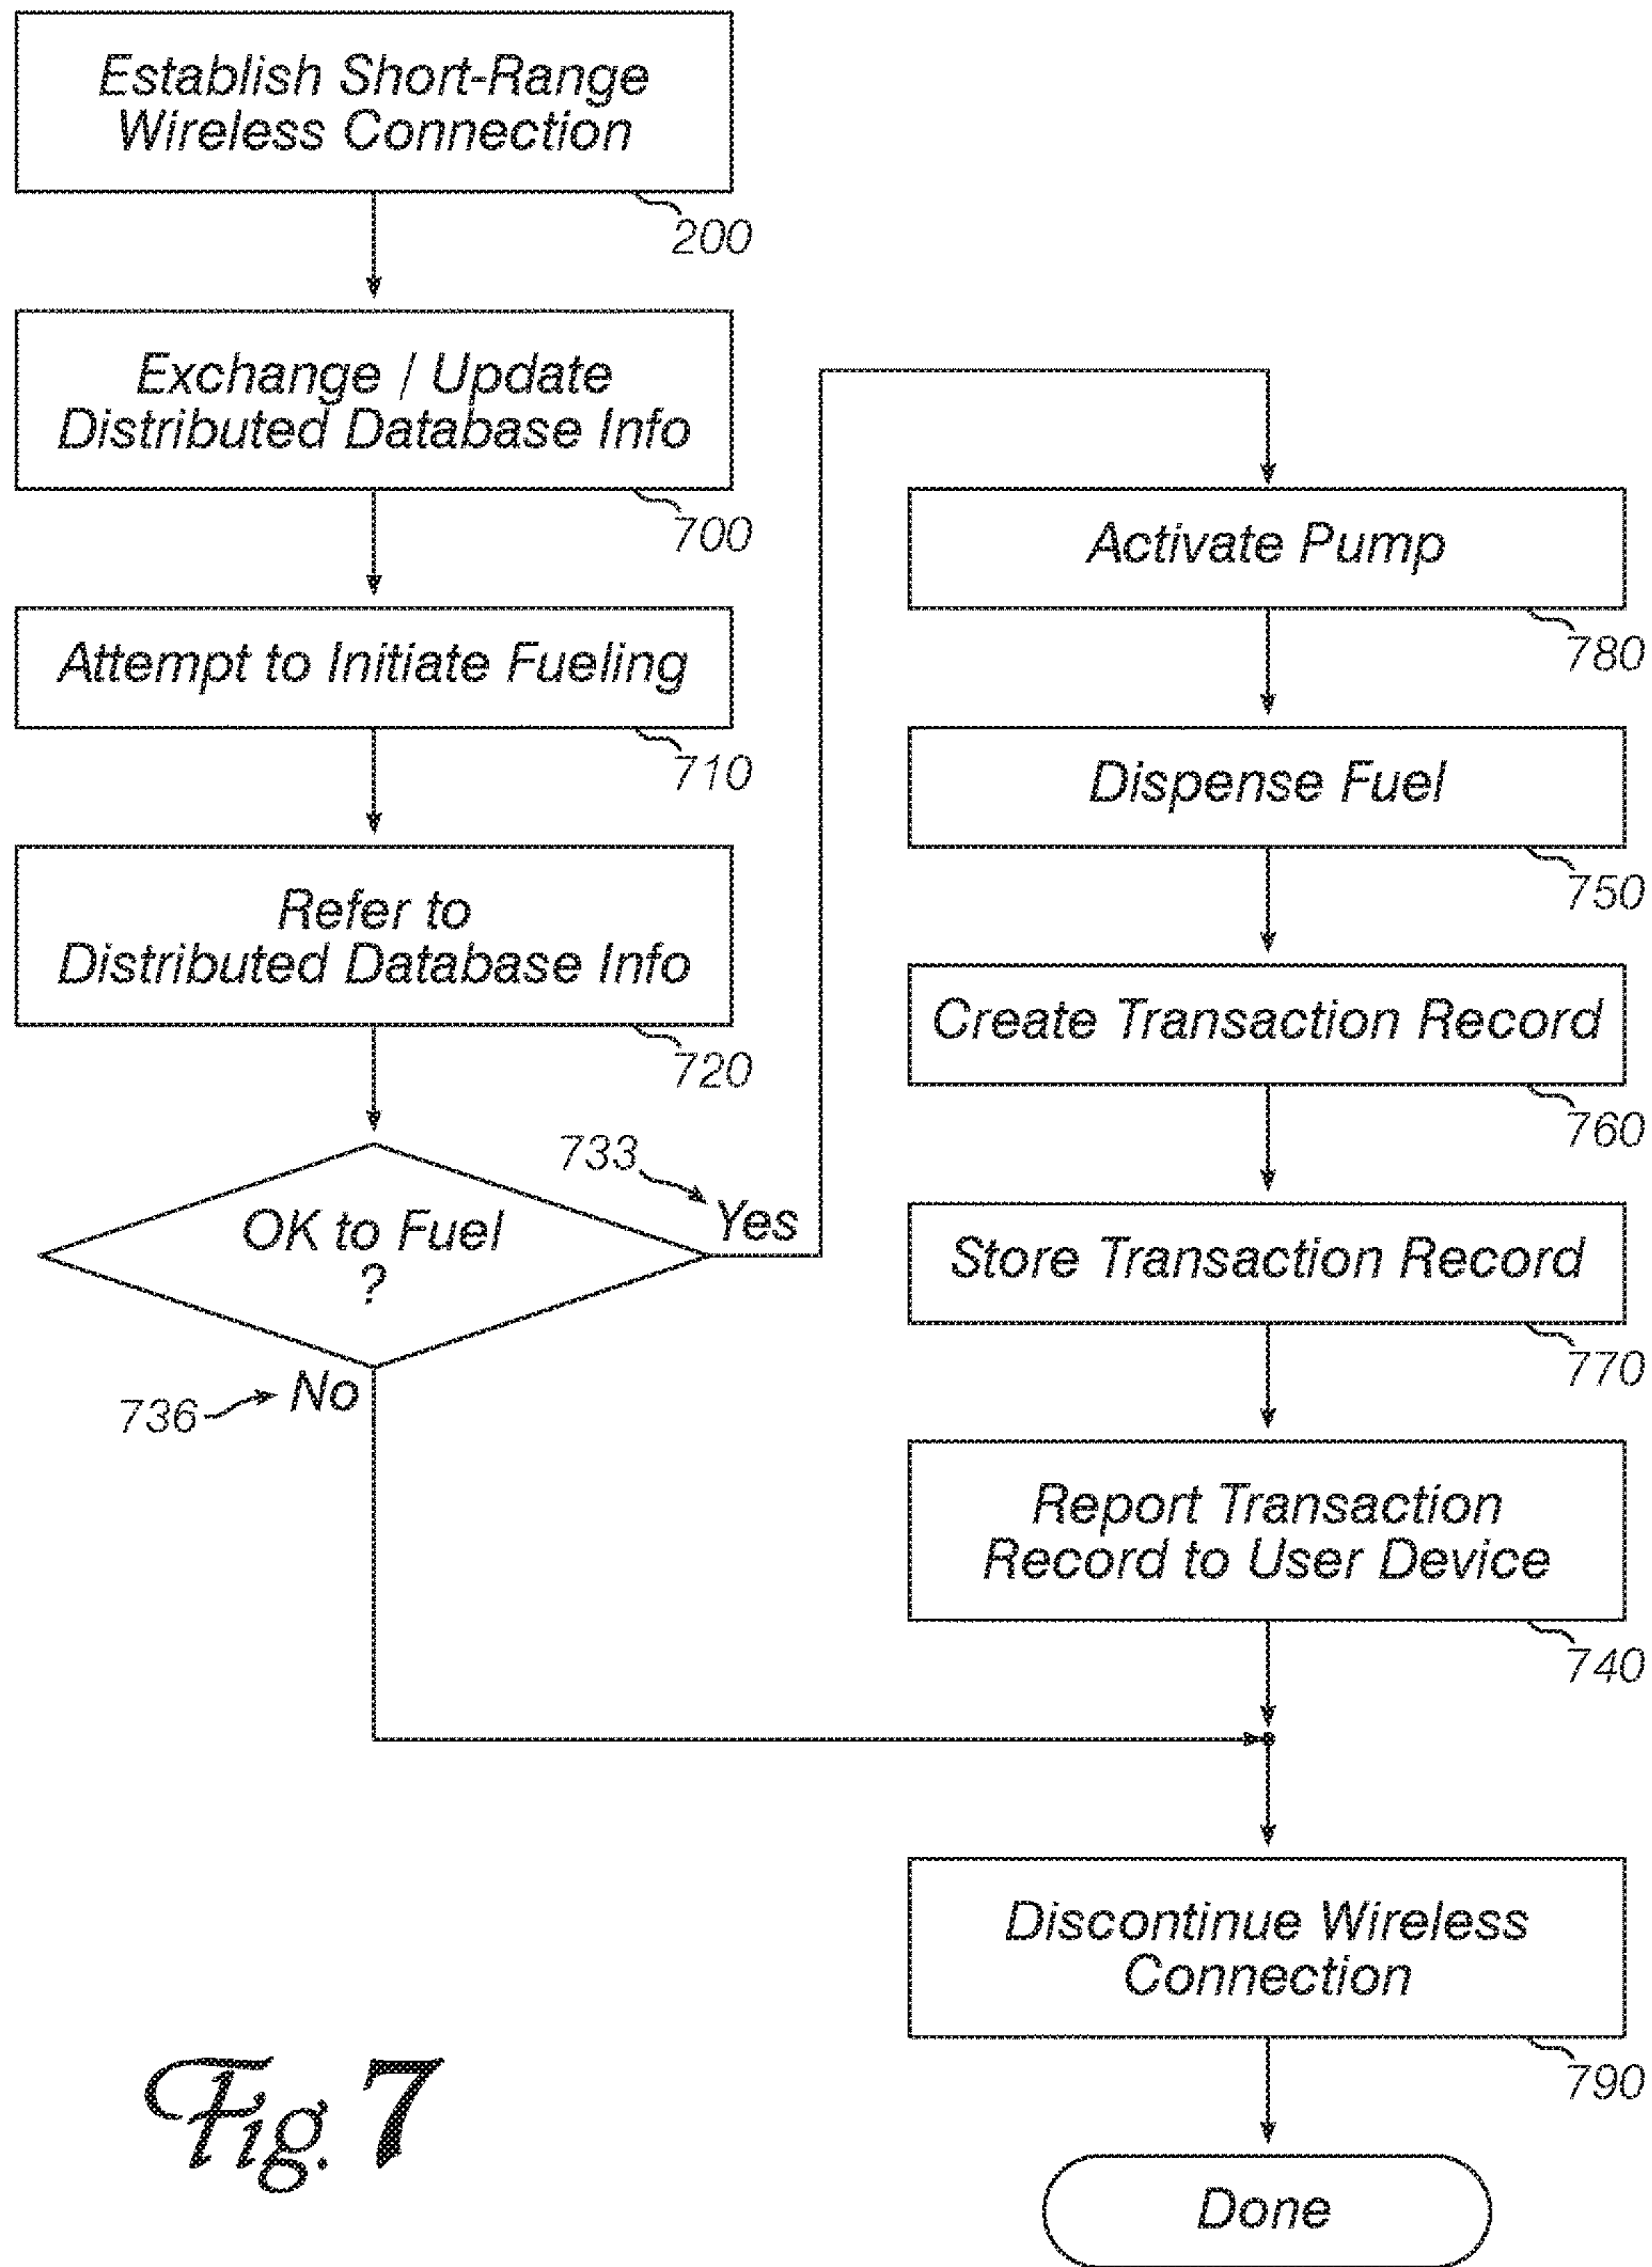 Establish Short-Range
Wireless Connection
200
Exchange / Update
Distributed Database Info
700
Attempt to Initiate Fueling
710
Refer to
Distributed Database Info
720
OK to Fuel
?
733
Yes
736
No
Activate Pump
780
Dispense Fuel
750
Create Transaction Record
760
Store Transaction Record
770
Report Transaction
Record to User Device
740
Discontinue Wireless
Connection
790
Done
Fig. 7